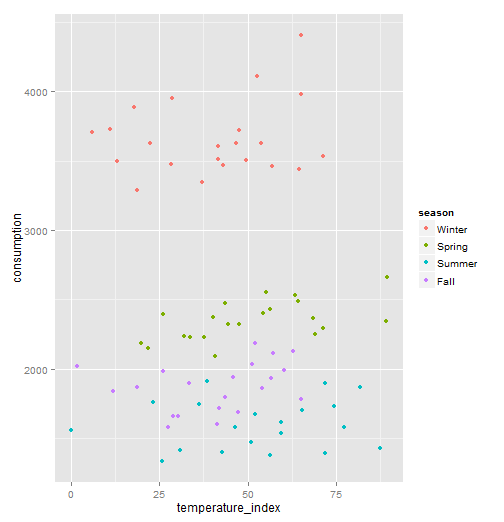 4000
3000
2000
consumption
0
25
50
75
temperature_index
season
Winter
Spring
Summer
Fall